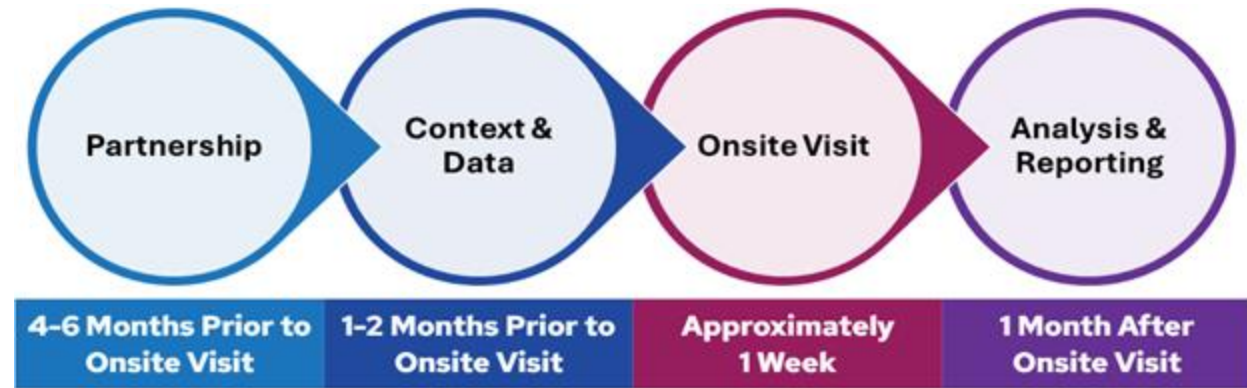 Partnership
Context &
Data
Onsite Visit
Analysis &
Reporting
4-6 Months Prior to
Onsite Visit
1-2 Months Prior to
Onsite Visit
Approximately
1 Week
1 Month After
Onsite Visit